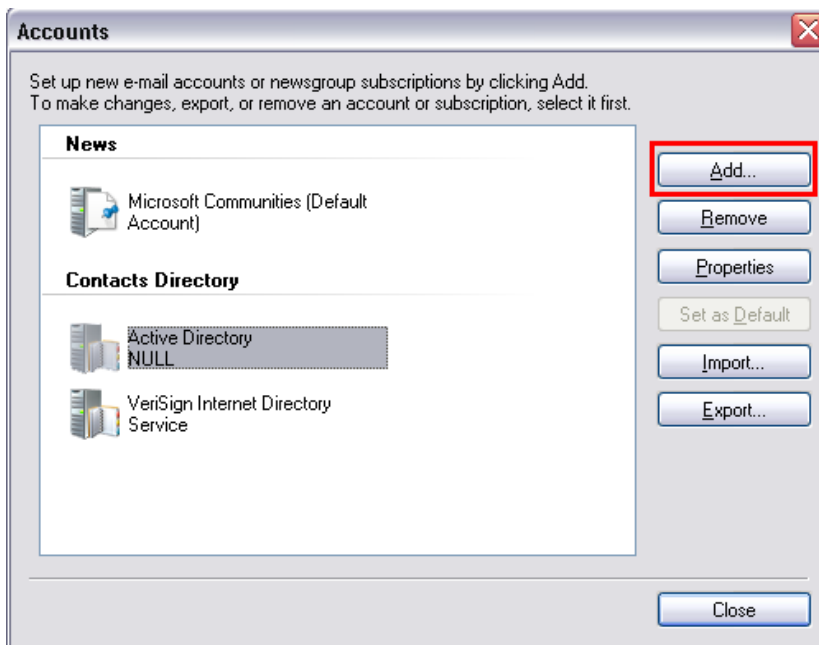 Accounts
Set up new e-mail accounts or newsgroup subscriptions by clicking Add.
To make changes, export, or remove an account or subscription, select it first.
News
Microsoft Communities (Default
Account)
Contacts Directory
Active Directory
NULL
VeriSign Internet Directory
Service
Add...
Remove
Properties
Set as Default
Import...
Export...
Close